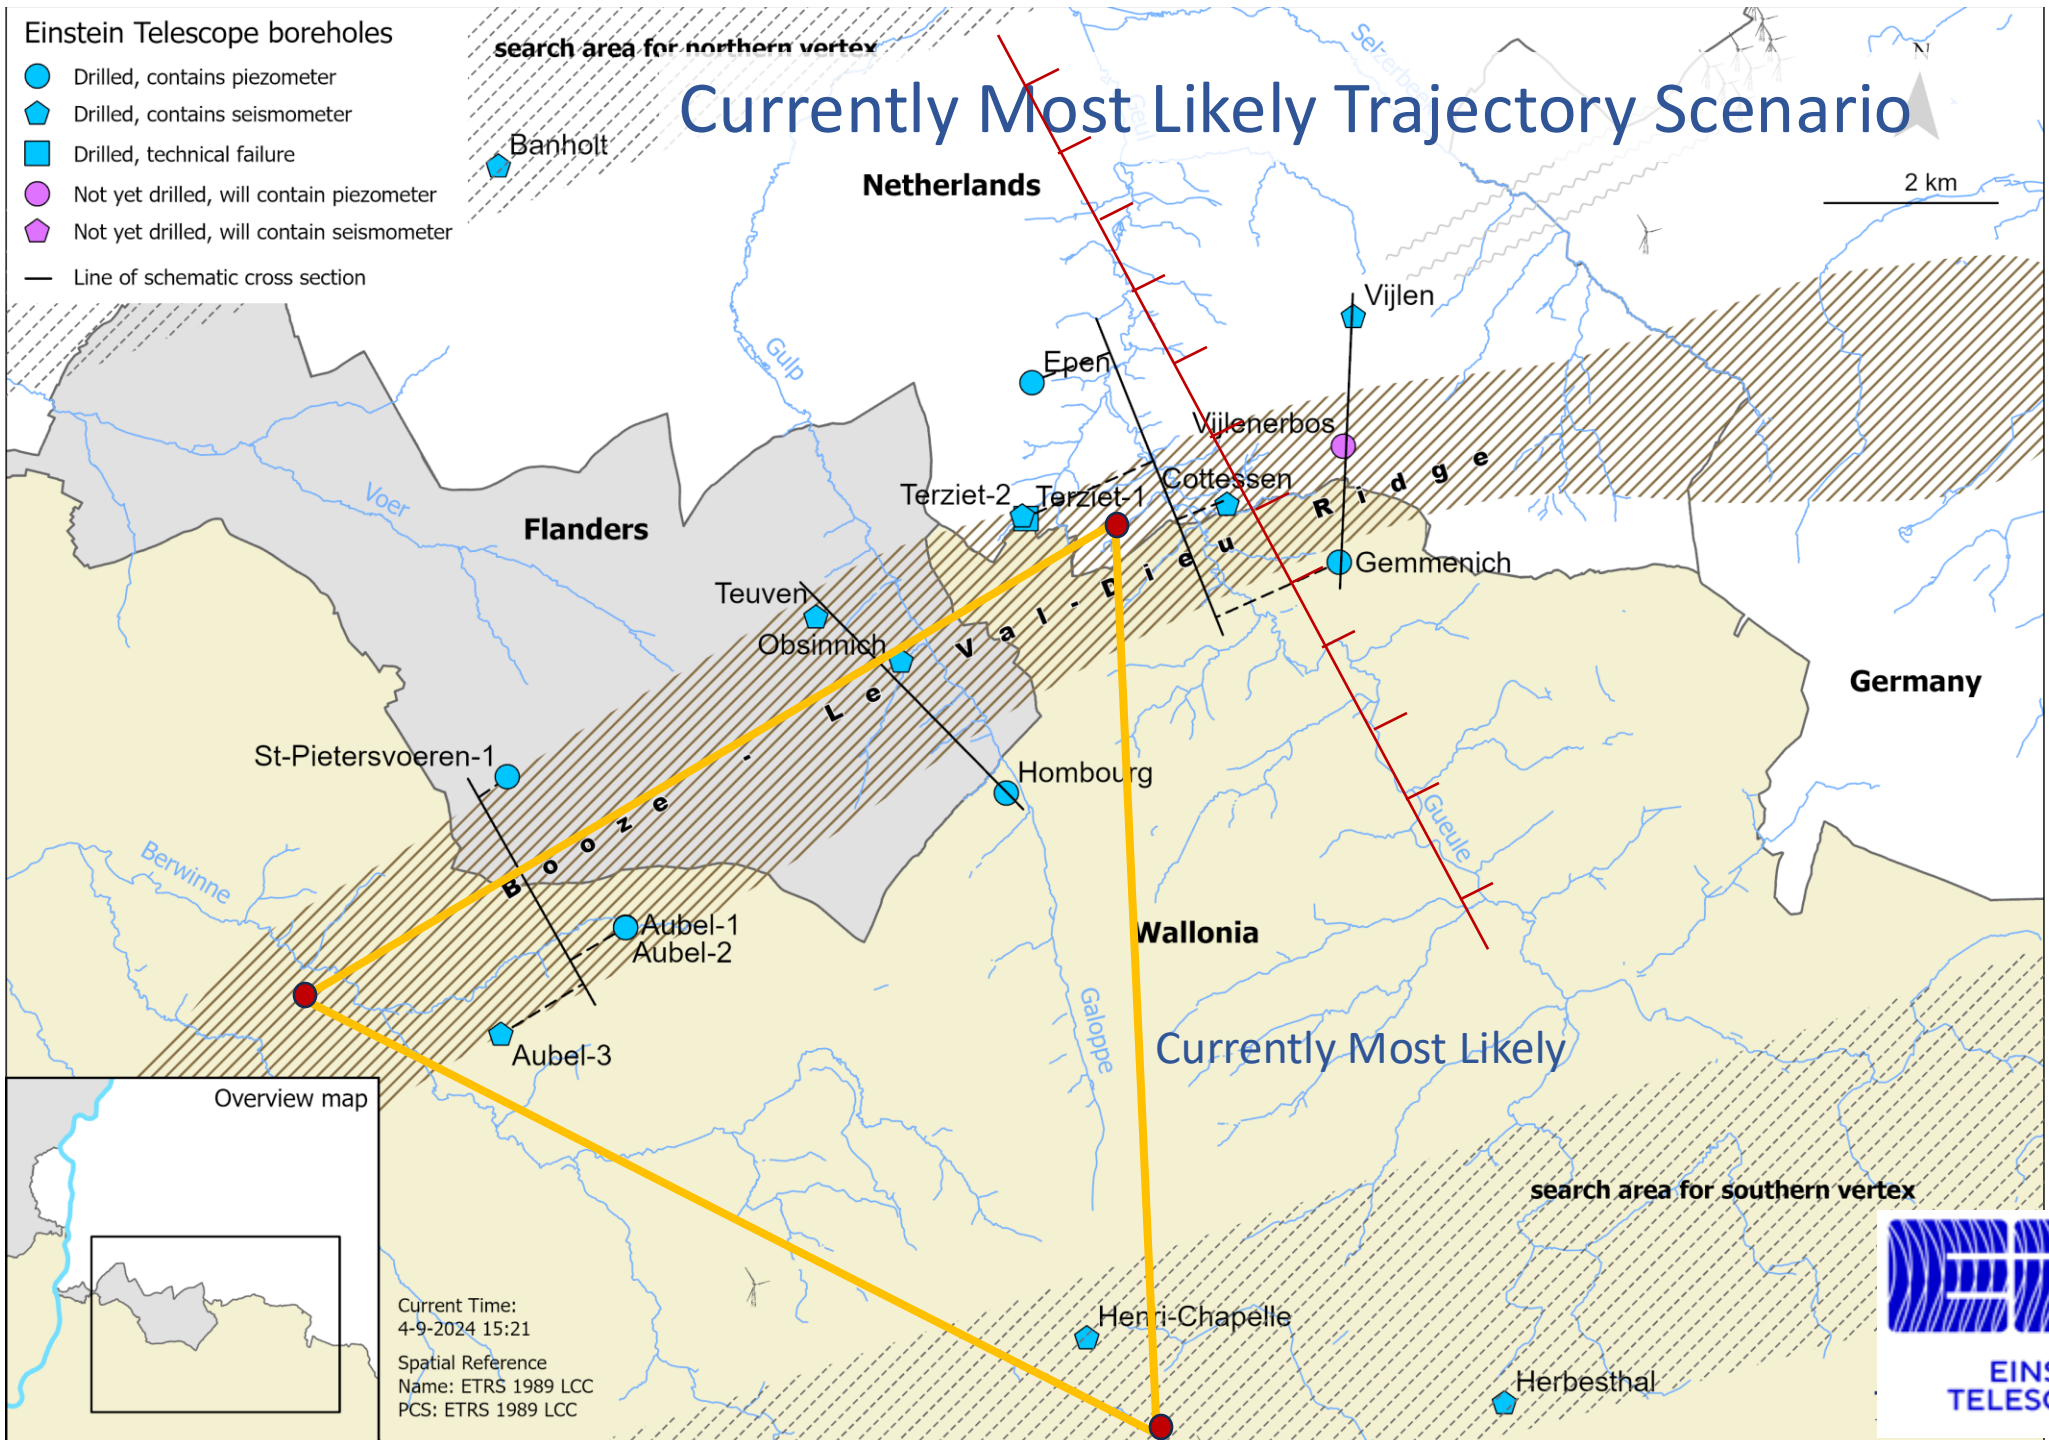 Einstein Telescope boreholes
Drilled, contains piezometer
Drilled, contains seismometer
Drilled, technical failure
Not yet drilled, will contain piezometer
Not yet drilled, will contain seismometer
Line of schematic cross section
search area for northern vertex
Currently Most Likely Trajectory Scenario
Selzerbeek
N
Geul
Banholt
Netherlands
2 km
Vijlen
Gulp
Epen
Vijlenerbos
Cottessen
Terziet-2
Terziet-1
Voer
Flanders
Gemmenich
Teuven
Obsinnich
Booze - Le Val-Dieu Ridge
Germany
St-Pietersvoeren-1
Hombourg
Gueule
Berwinne
Aubel-1
Aubel-2
Wallonia
Galoppe
Aubel-3
Currently Most Likely
Overview map
search area for southern vertex
Current Time:
4-9-2024 15:21
Spatial Reference
Name: ETRS 1989 LCC
PCS: ETRS 1989 LCC
Henri-Chapelle
Herbesthal
EINS
TELESC